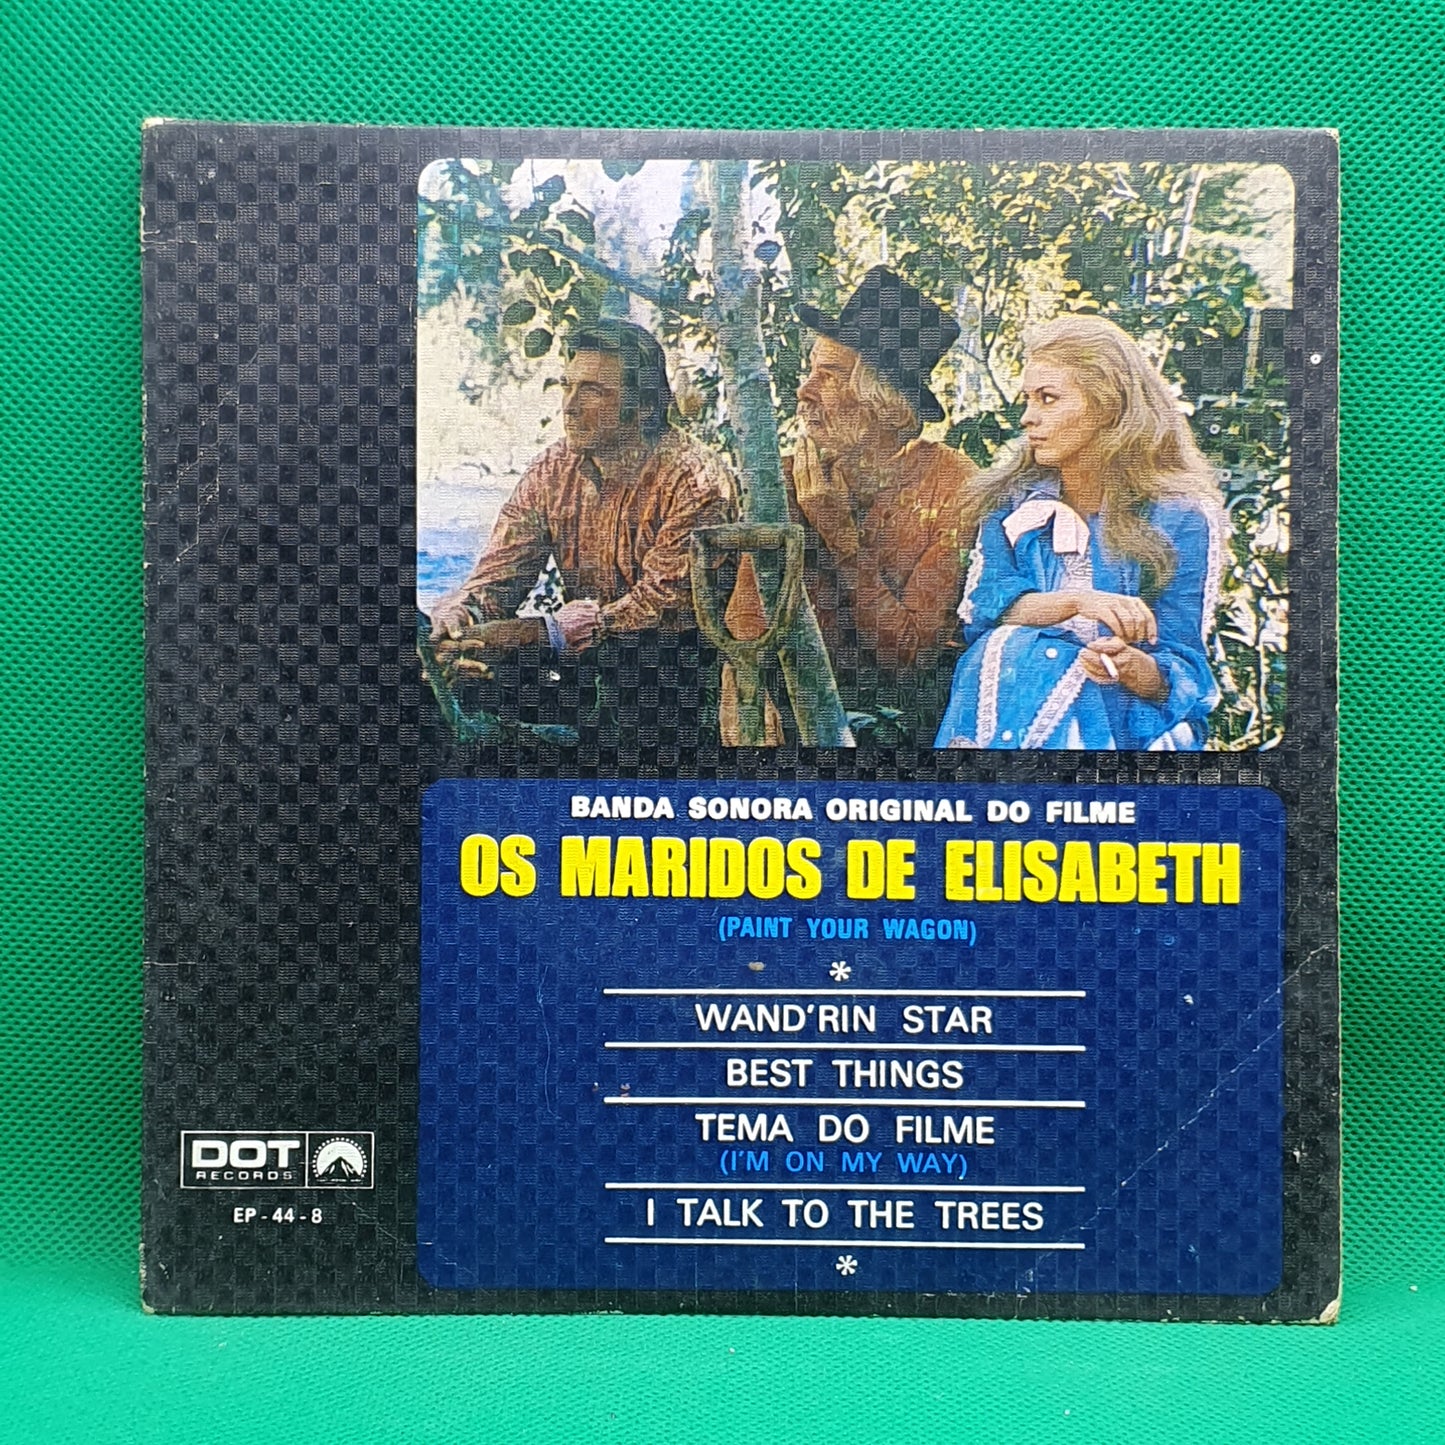 BANDA SONORA ORIGINAL DO FILME
OS MARIDOS DE ELISABETH
(PAINT YOUR WAGON)
*
WAND'RIN STAR
BEST THINGS
TEMA DO FILME
(I'M ON MY WAY)
I TALK TO THE TREES
*
DOT
RECORDS
EP - 44 - 8